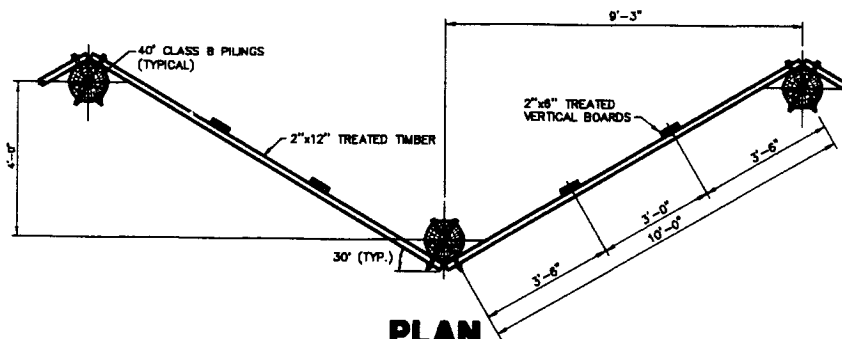 9'-3"
40' CLASS B PILINGS
(TYPICAL)
2"x6" TREATED
VERTICAL BOARDS
2"x12" TREATED TIMBER
4'-0"
3'-6"
3'-0"
10'-0"
30° (TYP.)
3'-6"
PLAN